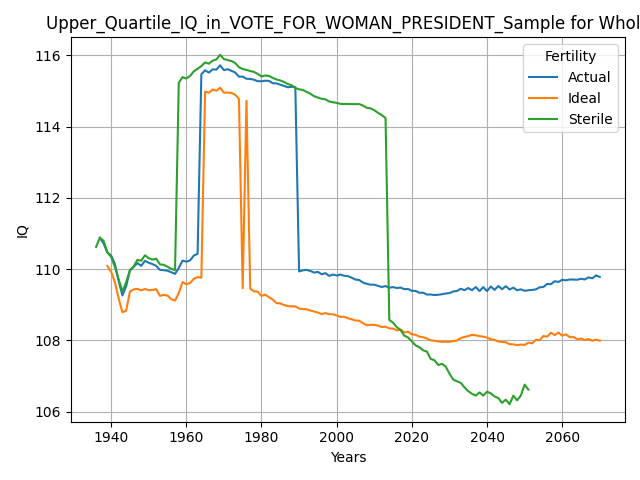 Upper_Quartile_IQ_in_VOTE_FOR_WOMAN_PRESIDENT_Sample for Whol
116
114
112
110
108
106
IQ
Fertility
Actual
Ideal
Sterile
1940 1960 1980 2000 2020 2040 2060
Years